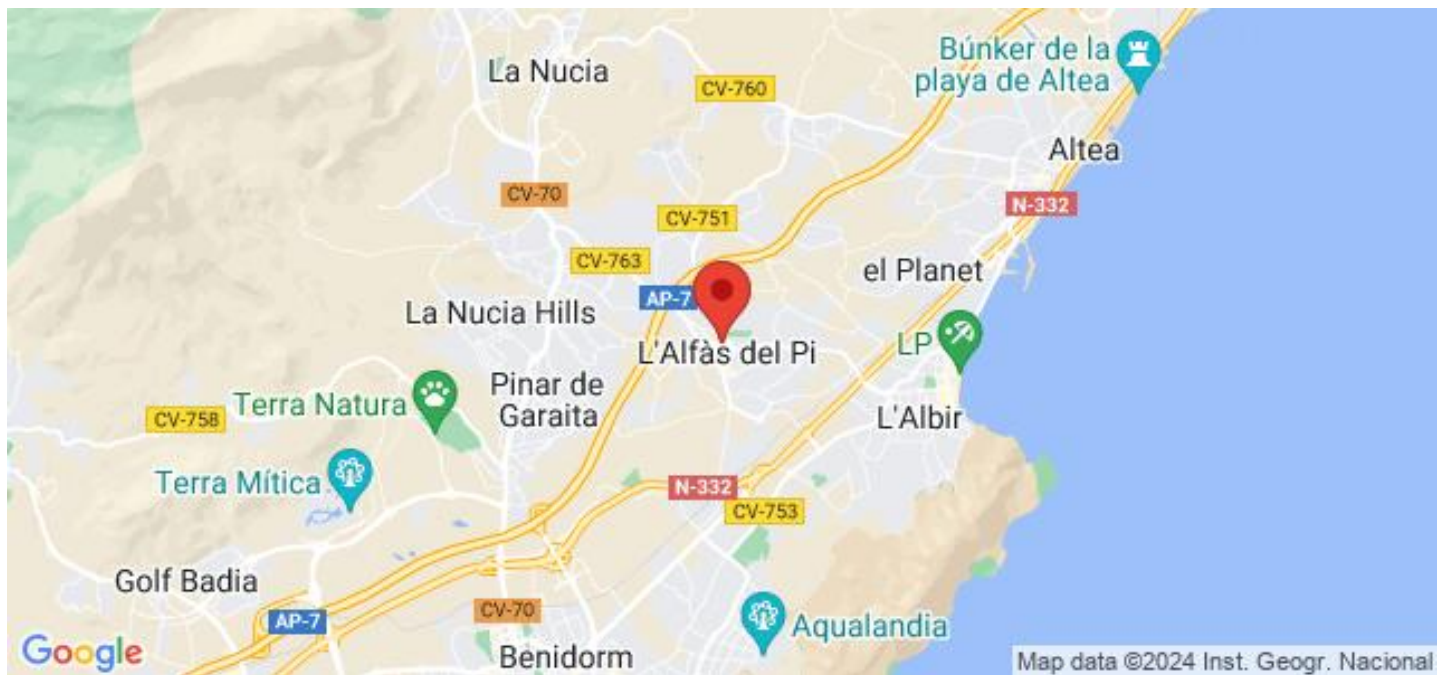 Búnker de la
playa de Altea
La Nucia
CV-760
Altea
CV-70
N-332
CV-751
CV-763
el Planet
AP-7
La Nucia Hills
LP
L'Alfàs del Pi
Pinar de
Garaita
Terra Natura
CV-758
L'Albir
Terra Mítica
N-332
CV-753
Golf Badia
CV-70
AP-7
Aqualandia
Benidorm
Google
Map data ©2024 Inst. Geogr. Nacional